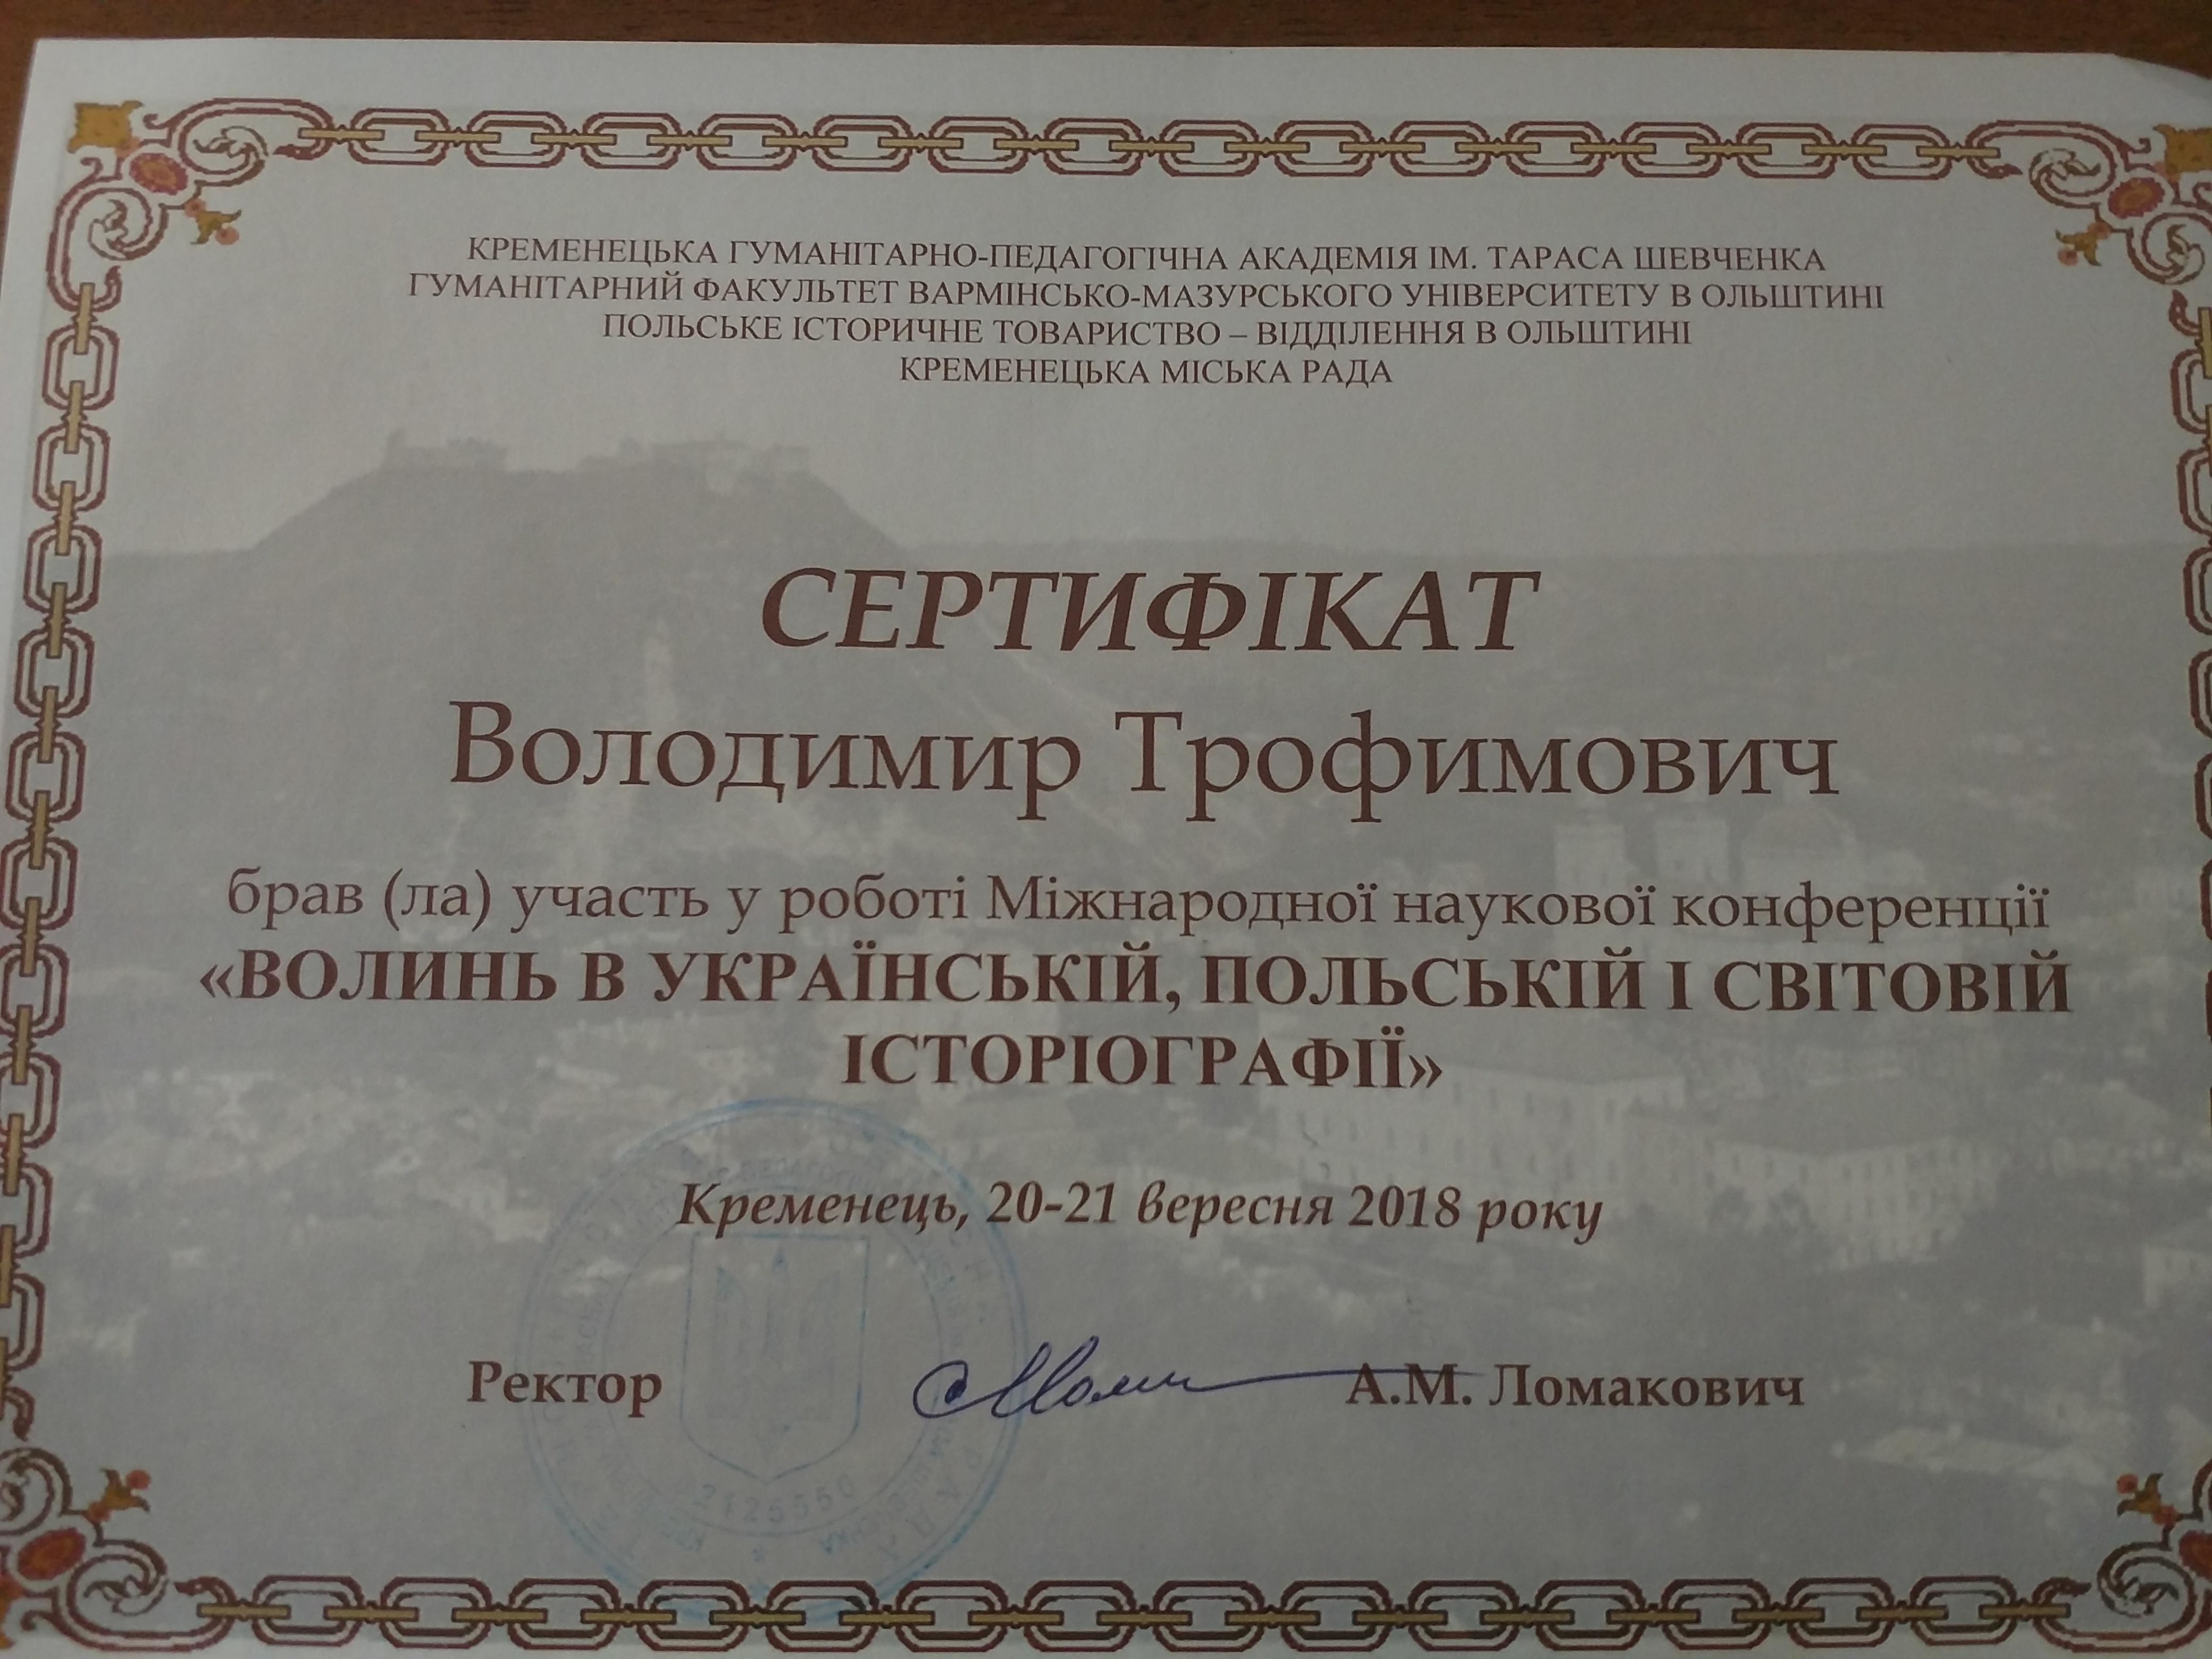 КРЕМЕНЕЦЬКА ГУМАНІТАРНО-ПЕДАГОГІЧНА АКАДЕМІЯ ІМ. ТАРАСА ШЕВЧЕНКА
ГУМАНІТАРНИЙ ФАКУЛЬТЕТ ВАРМІНСЬКО-МАЗУРСЬКОГО УНІВЕРСИТЕТУ В ОЛЬШТИНІ
ПОЛЬСЬКЕ ІСТОРИЧНЕ ТОВАРИСТВО – ВІДДІЛЕННЯ В ОЛЬШТИНІ
КРЕМЕНЕЦЬКА МІСЬКА РАДА
СЕРТИФІКАТ
Володимир Трофимович
брав (ла) участь у роботі Міжнародної наукової конференції
«ВОЛИНЬ В УКРАЇНСЬКІЙ, ПОЛЬСЬКІЙ І СВІТОВІЙ
ІСТОРІОГРАФІЇ»
Кременець, 20-21 вересня 2018 року
Ректор А.М. Ломакович